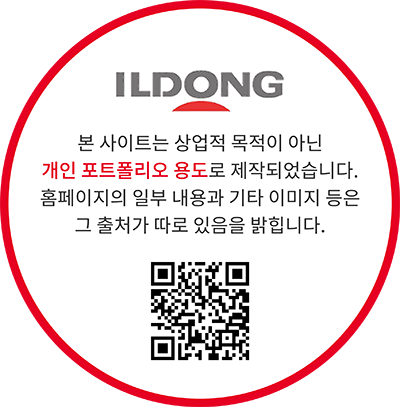 ILDONG
본 사이트는 상업적 목적이 아닌
개인 포트폴리오 용도로 제작되었습니다.
홈페이지의 일부 내용과 기타 이미지 등은
그 출처가 따로 있음을 밝힙니다.